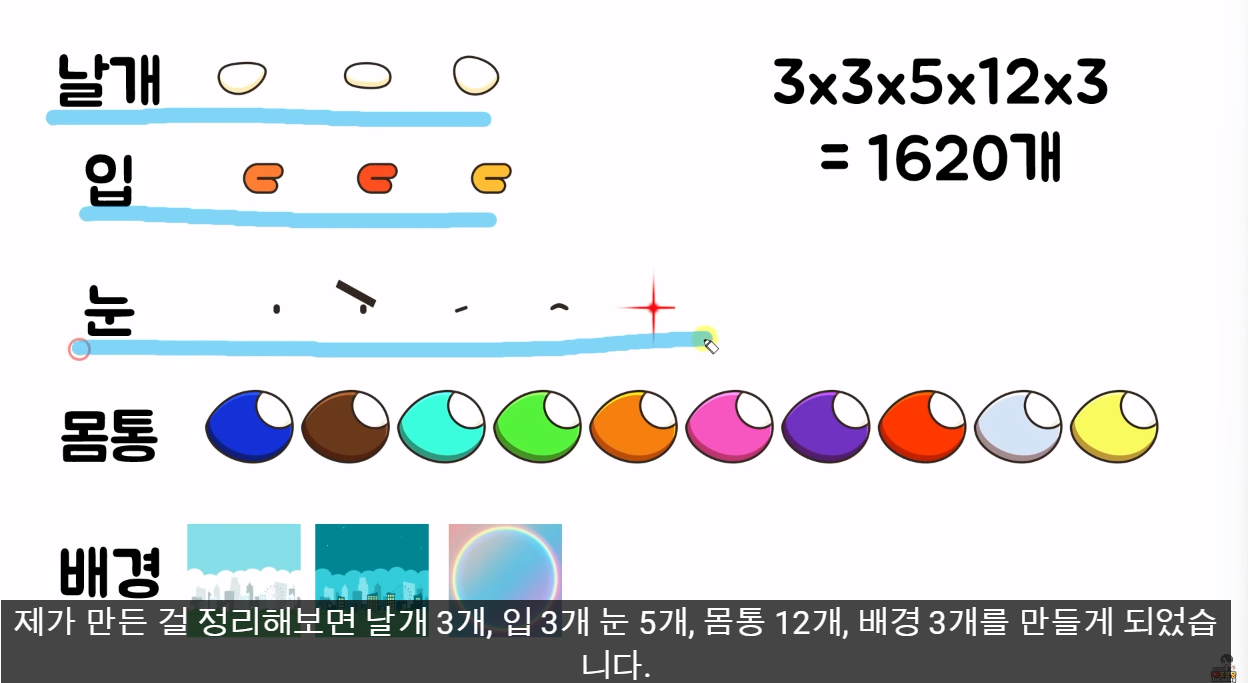 날개
3x3x5x12x3
= 1620개
입
눈
몸통
배경
제가 만든 걸 정리해보면 날개 3개, 입 3개 눈 5개, 몸통 12개, 배경 3개를 만들게 되었습
니다.